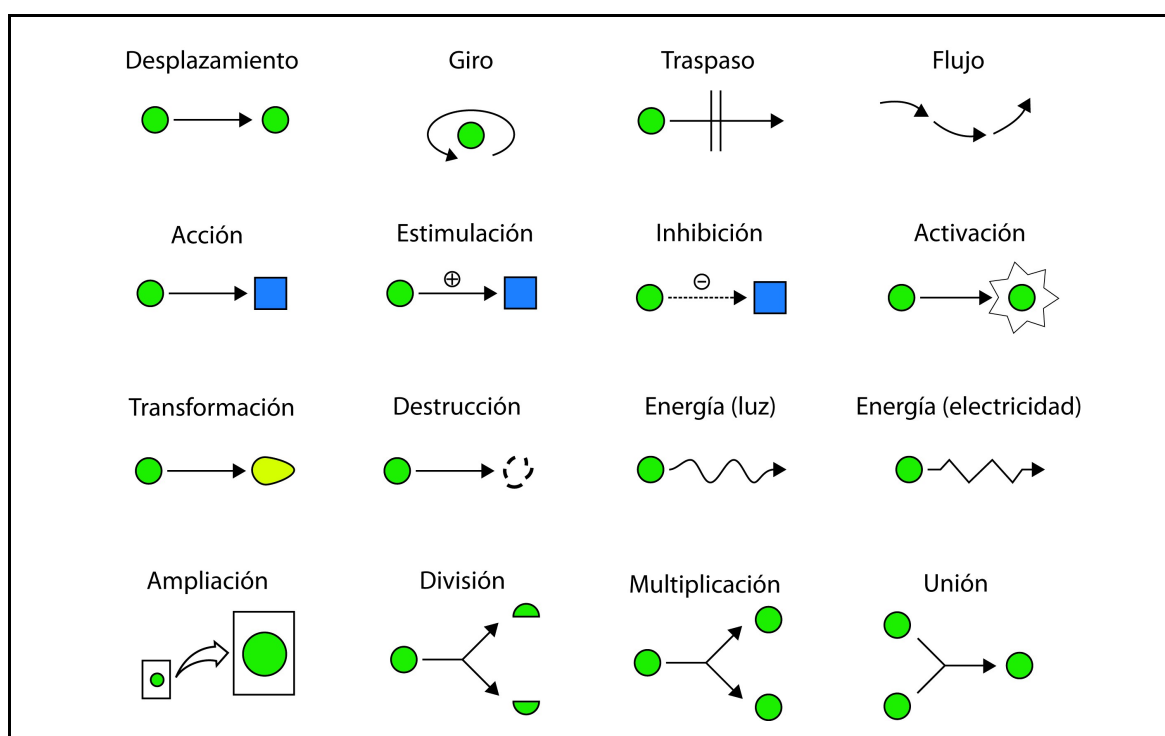 Desplazamiento
Giro
Traspaso
Flujo
Acción
Estimulación
Inhibición
Activación
Transformación
Destrucción
Energía (luz)
Energía (electricidad)
Ampliación
División
Multiplicación
Unión